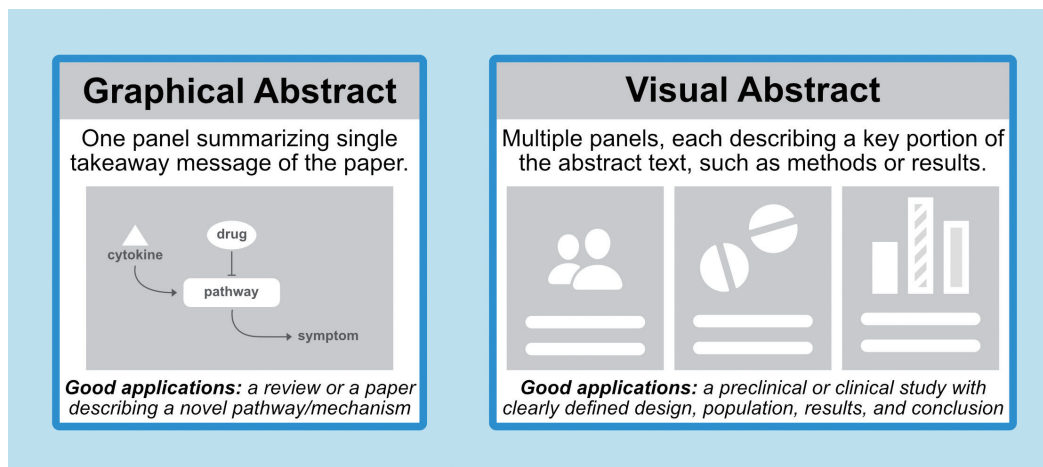 Graphical Abstract
One panel summarizing single
takeaway message of the paper.
cytokine
drug
pathway
symptom
Good applications: a review or a paper
describing a novel pathway/mechanism
Visual Abstract
Multiple panels, each describing a key portion of
the abstract text, such as methods or results.
Good applications: a preclinical or clinical study with
clearly defined design, population, results, and conclusion